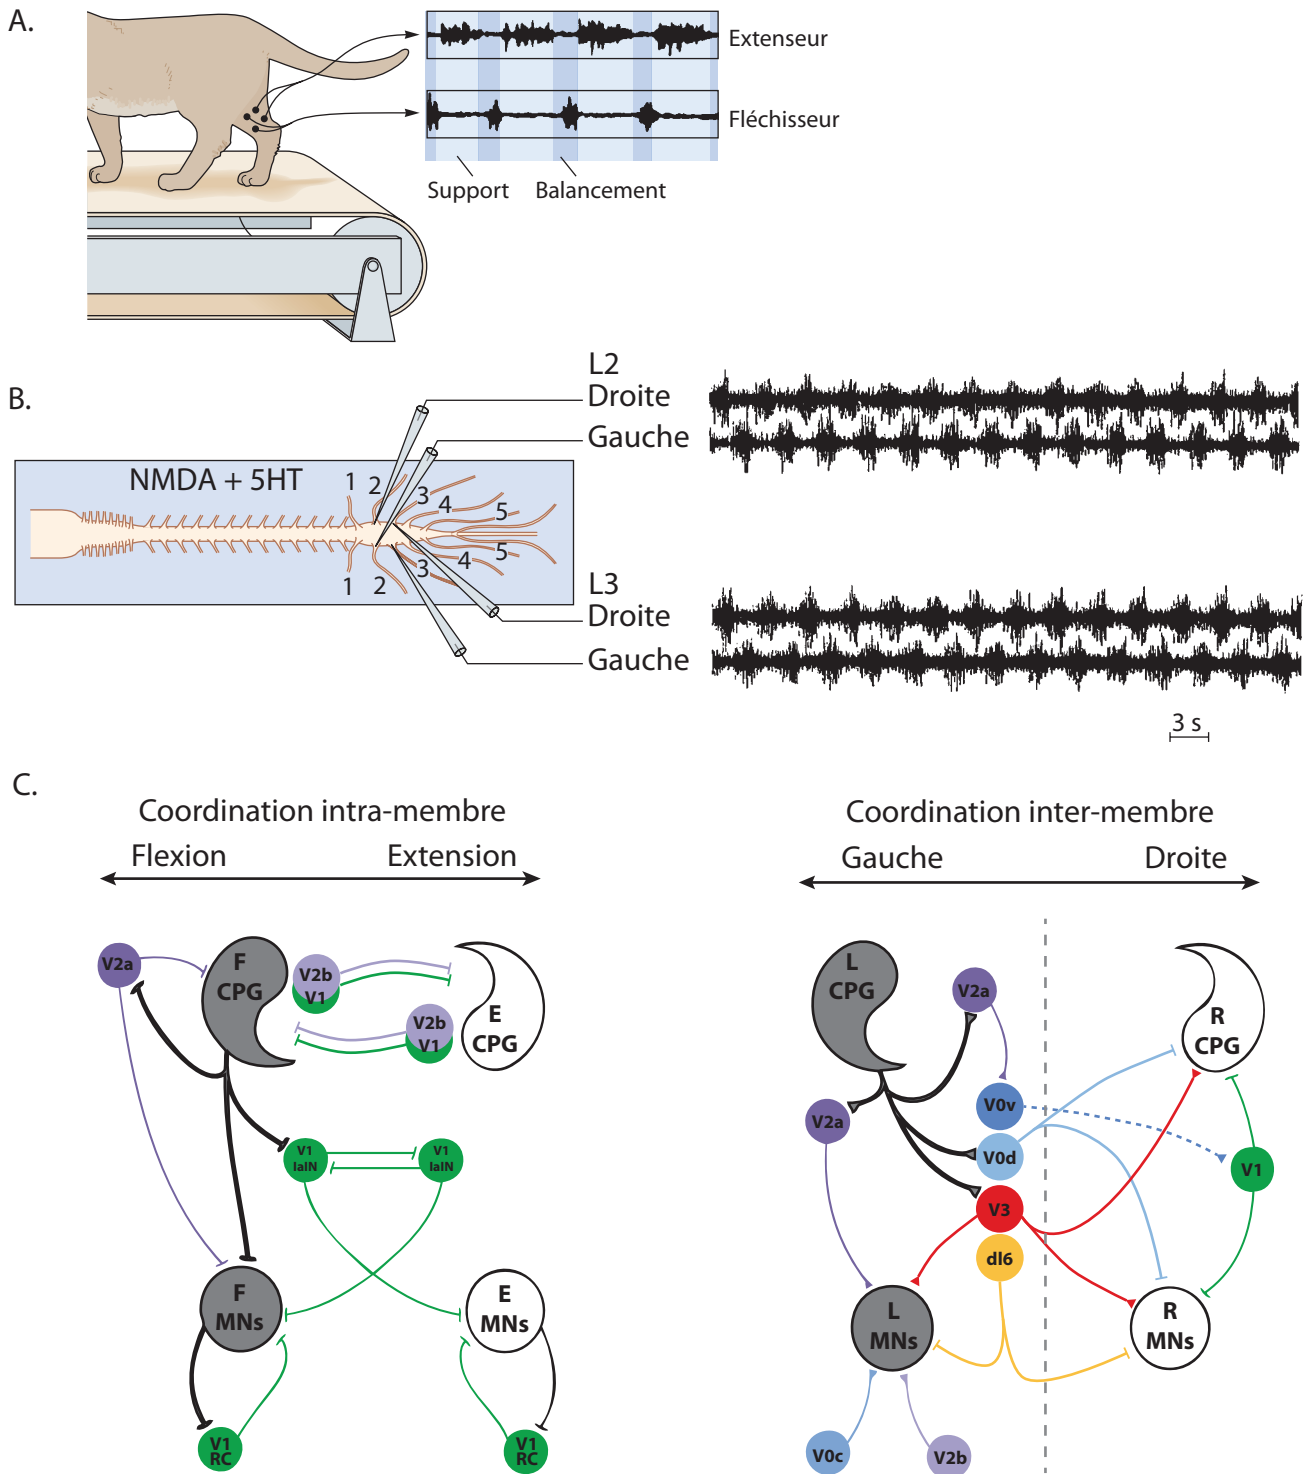 A.
Extenseur
Fléchisseur
Support
Balancement
B.
L2
Droite
Gauche
NMDA + 5HT
1
2
3
4
5
1
2
3
4
5
L3
Droite
Gauche
3 s
C.
Coordination intra-membre
Flexion
Extension
V2a
F
CPG
V2b
V1
V2b
V1
E
CPG
V1
IaIN
V1
IaIN
F
MNs
E
MNs
V1
RC
V1
RC
Coordination inter-membre
Gauche
Droite
L
CPG
V2a
R
CPG
V2a
V0v
V0d
V1
V3
dI6
L
MNs
R
MNs
V0c
V2b